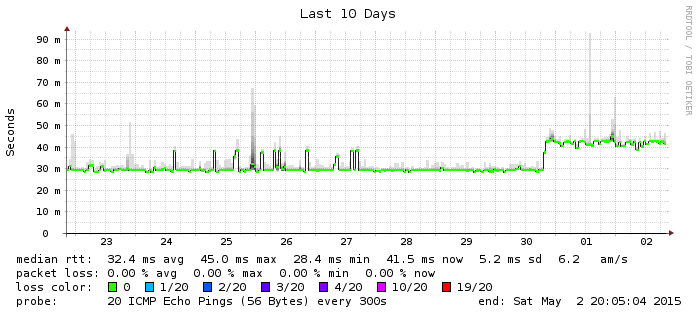 Last 10 Days
RRDTOOL / TOBI OETIKER
Seconds
90 m
80 m
70 m
60 m
50 m
40 m
30 m
20 m
10 m
0
23 24 25 26 27 28 29 30 01 02
median rtt: 32.4 ms avg 45.0 ms max 28.4 ms min 41.5 ms now 5.2 ms sd 6.2 am/s
packet loss: 0.00 % avg 0.00 % max 0.00 % min 0.00 % now
loss color: 0 1/20 2/20 3/20 4/20 10/20 19/20
probe: 20 ICMP Echo Pings (56 Bytes) every 300s end: Sat May 2 20:05:04 2015